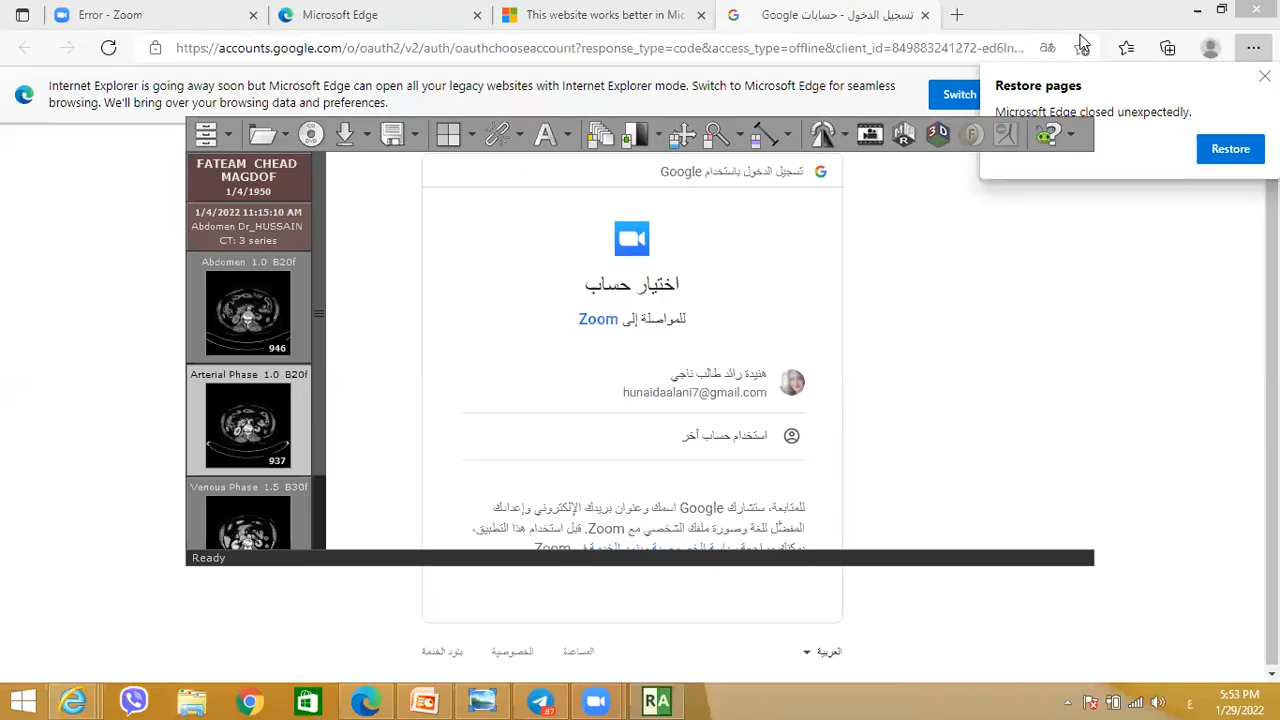 Error - Zoom
Microsoft Edge
This website works better in Mic
تسجيل الدخول - حسابات Google
https://accounts.google.com/o/oauth2/v2/auth/oauthchooseaccount?response_type=code&access_type=offline&client_id=849883241272-ed6ln...
Internet Explorer is going away soon but Microsoft Edge can open all your legacy websites with Internet Explorer mode. Switch to Microsoft Edge for seamless
browsing. We'll bring over your browsing data and preferences.
Switch
Restore pages
Microsoft Edge closed unexpectedly.
Restore
FATEAM CHEAD
MAGDOF
1/4/1950
1/4/2022 11:15:10 AM
Abdomen Dr_HUSSAIN
CT: 3 series
Abdomen 1.0 B20f
946
Arterial Phase 1.0 B20f
937
Venous Phase 1.5 B30f
Ready
تسجيل الدخول باستخدام Google
اختيار حساب
للمواصلة إلى Zoom
هنيدة رائد طالب ناجي
hunaidaalani7@gmail.com
استخدام حساب آخر
للمتابعة، ستشارك Google اسمك وعنوان بريدك الإلكتروني وإعدادك
المفضّل للغة وصورة ملفك الشخصي مع Zoom. قبل استخدام هذا التطبيق،
العربية
المساعدة
الخصوصية
بنود الخدمة
87
RA
ع
5:53 PM
1/29/2022